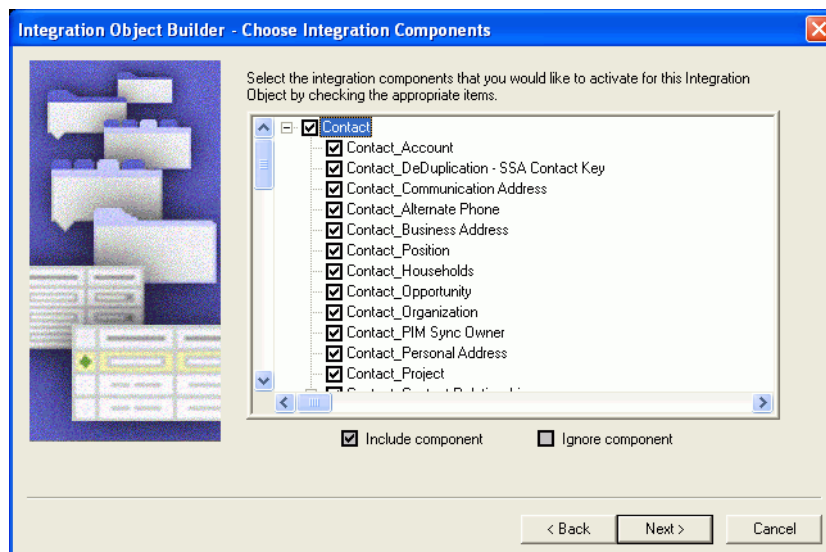 Integration Object Builder - Choose Integration Components
Select the integration components that you would like to activate for this Integration
Object by checking the appropriate items.
Contact
Contact_Account
Contact_DeDuplication - SSA Contact Key
Contact_Communication Address
Contact_Alternate Phone
Contact_Business Address
Contact_Position
Contact_Households
Contact_Opportunity
Contact_Organization
Contact_PIM Sync Owner
Contact_Personal Address
Contact_Project
Include component
Ignore component
< Back
Next >
Cancel